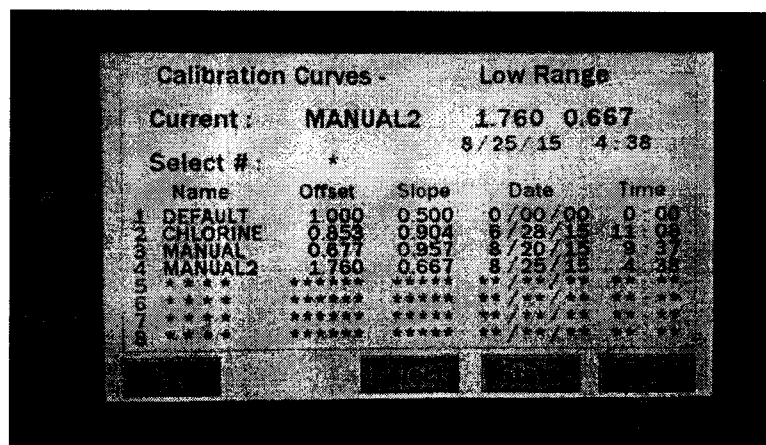 Calibration Curves - Low Range
Current : MANUAL2 1.760 0.667
8/25/15 4:38
Select # : *
Name Offset Slope Date Time
1 DEFAULT 1.000 0.500 0/00/00 0:00
2 CHLORINE 0.853 0.904 6/28/15 11:08
3 MANUAL 0.677 0.957 8/20/15 9:37
4 MANUAL2 1.760 0.667 8/25/15 4:38
5 **** ****** ***** **/**/** **:**
6 **** ****** ***** **/**/** **:**
7 **** ****** ***** **/**/** **:**
8 **** ****** ***** **/**/** **:**